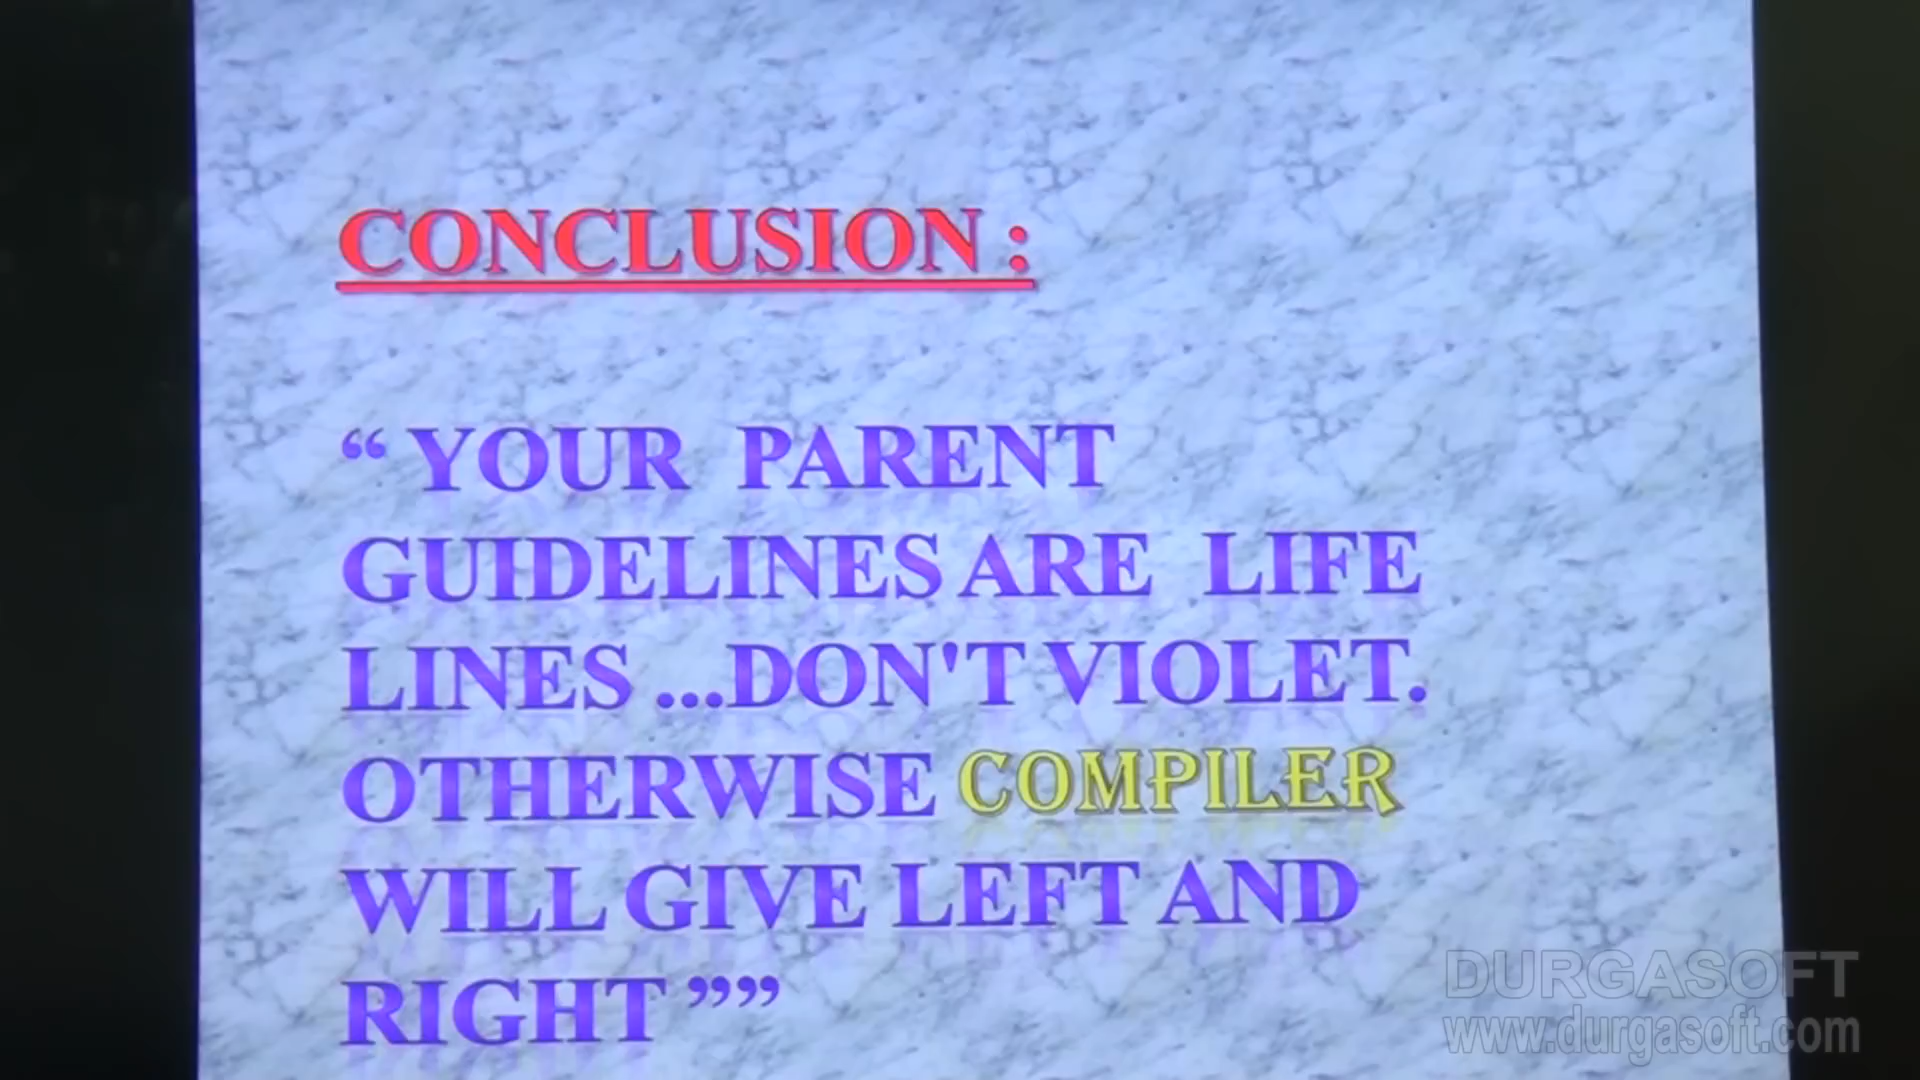 CONCLUSION :
“ YOUR PARENT
GUIDELINES ARE LIFE
LINES ...DON'T VIOLET.
OTHERWISE COMPILER
WILL GIVE LEFT AND
RIGHT ””
DURGASOFT
www.durgasoft.com